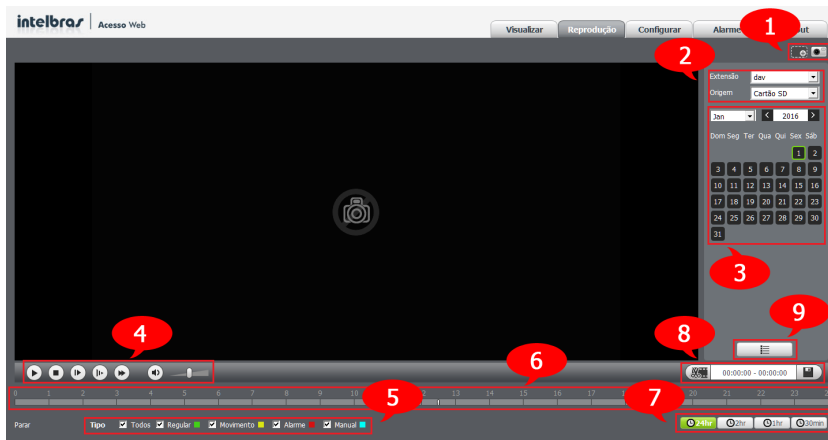 intelbras Acesso Web
Visualizar Reprodução Configurar Alarme ut
1
2
Extensão dav
Origem Cartão SD
Jan 2016
Dom Seg Ter Qua Qui Sex Sáb
1 2
3 4 5 6 7 8 9
10 11 12 13 14 15 16
17 18 19 20 21 22 23
24 25 26 27 28 29 30
31
3
4
9
8
6
00:00:00 - 00:00:00
0 1 2 3 4 5 6 7 8 9 10 12 13 14 15 16 17 20 21 22 23
5
7
Parar Tipo Todos Regular Movimento Alarme Manual
24hr 2hr 1hr 30min